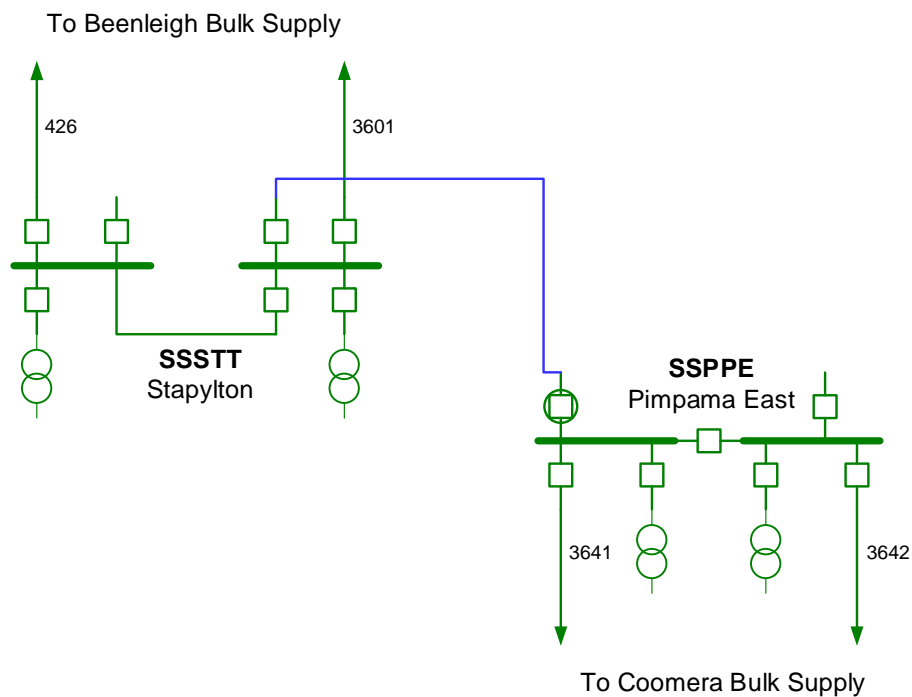 To Beenleigh Bulk Supply
426
3601
SSSTT
Stapylton
SSPPE
Pimpama East
3641
3642
To Coomera Bulk Supply